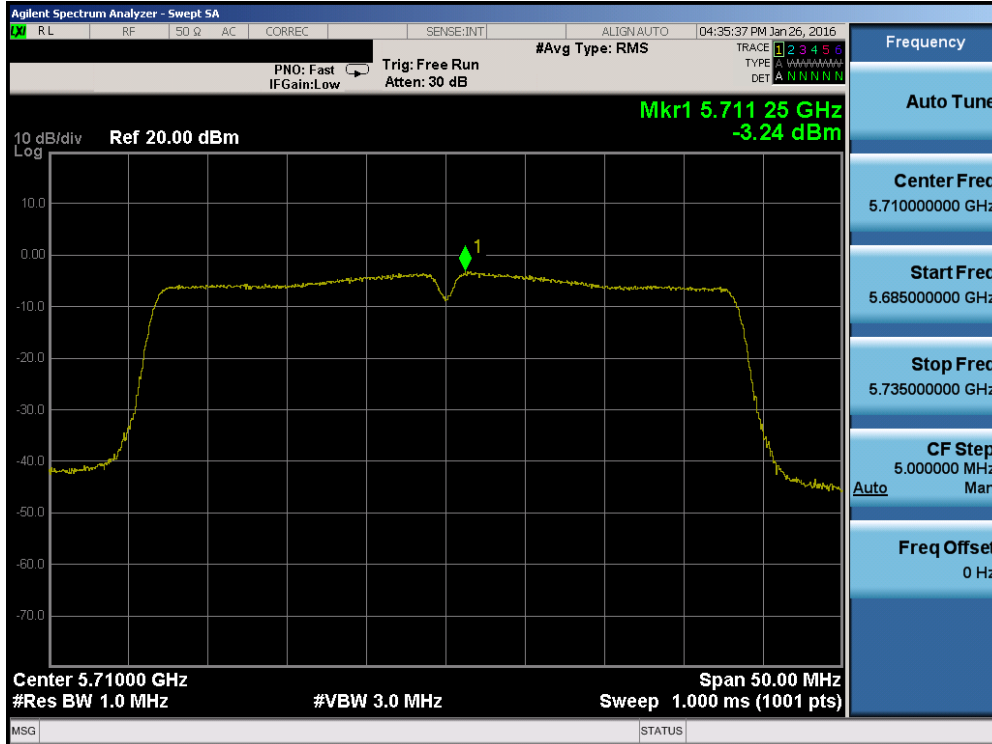 Agilent Spectrum Analyzer - Swept SA
LXI RL RF 50 Ω AC CORREC SENSE:INT ALIGN AUTO 04:35:37 PM Jan 26, 2016
#Avg Type: RMS TRACE 1 2 3 4 5 6
PNO: Fast Trig: Free Run TYPE A WWWWW
IFGain:Low Atten: 30 dB DET A N N N N N
Mkr1 5.711 25 GHz
10 dB/div Ref 20.00 dBm -3.24 dBm
Log
10.0
0.00
-10.0
-20.0
-30.0
-40.0
-50.0
-60.0
-70.0
1
Center 5.71000 GHz Span 50.00 MHz
#Res BW 1.0 MHz #VBW 3.0 MHz Sweep 1.000 ms (1001 pts)
MSG STATUS
Frequency
Auto Tune
Center Freq
5.710000000 GHz
Start Freq
5.685000000 GHz
Stop Freq
5.735000000 GHz
CF Step
5.000000 MHz
Auto Man
Freq Offset
0 Hz